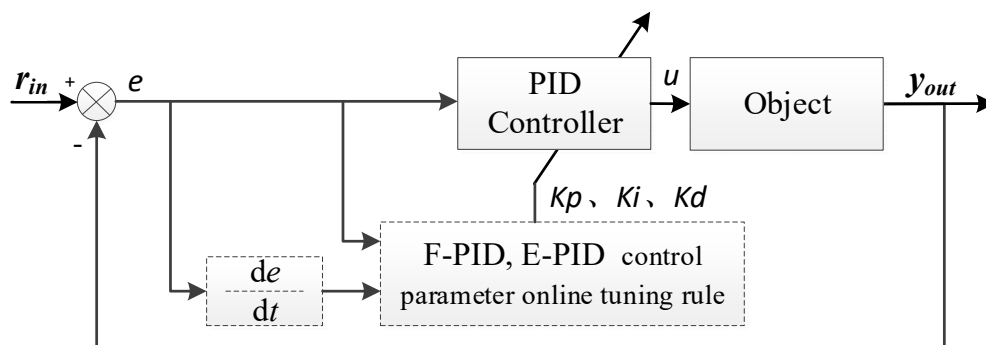 r_in
+
e
-
PID
Controller
u
Object
y_out
Kp、Ki、Kd
de
dt
F-PID, E-PID control
parameter online tuning rule